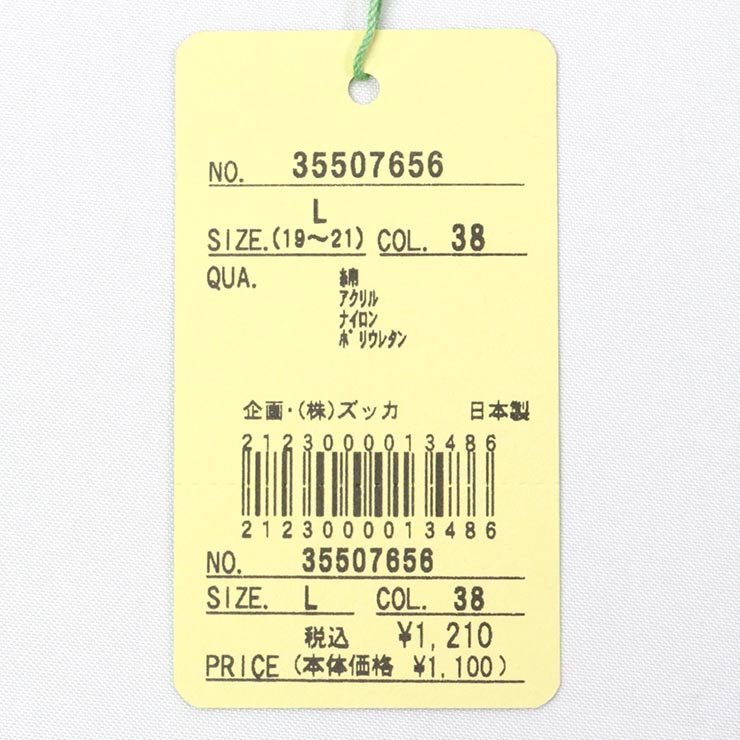 NO. 35507656
L
SIZE.(19～21) COL. 38
QUA. 綿
アクリル
ナイロン
ポリウレタン
企画・(株)ズッカ 日本製
2123000013486
2123000013486
NO. 35507656
SIZE. L COL. 38
税込 ¥1,210
PRICE (本体価格 ¥1,100)